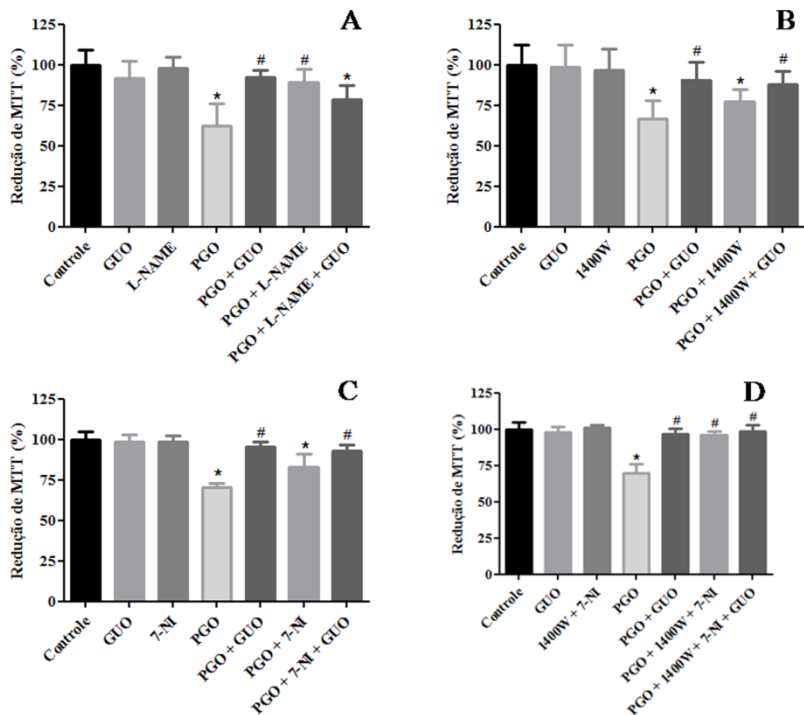 A
Redução de MTT (%)
125
100
75
50
25
0
* # # *
Controle
GUO
L-NAME
PGO
PGO + GUO
PGO + L-NAME
PGO + L-NAME + GUO
B
Redução de MTT (%)
125
100
75
50
25
0
* # * #
Controle
GUO
1400W
PGO
PGO + GUO
PGO + 1400W
PGO + 1400W + GUO
C
Redução de MTT (%)
125
100
75
50
25
0
* # * #
Controle
GUO
7-NI
PGO
PGO + GUO
PGO + 7-NI
PGO + 7-NI + GUO
D
Redução de MTT (%)
125
100
75
50
25
0
* # # #
Controle
GUO
1400W + 7-NI
PGO
PGO + GUO
PGO + 1400W + 7-NI
PGO + 1400W + 7-NI + GUO